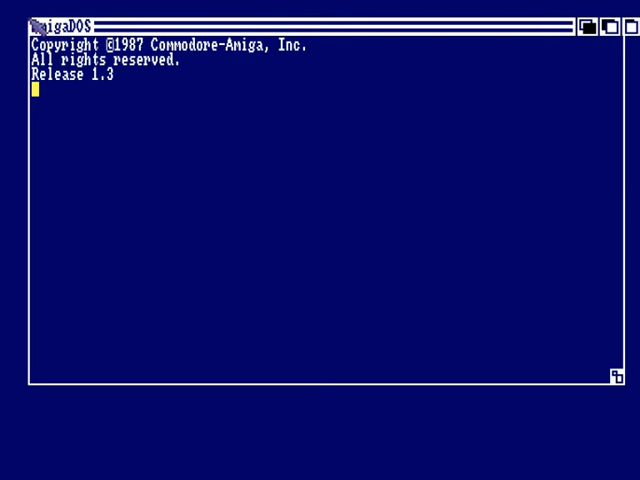 AmigaDOS
Copyright ©1987 Commodore-Amiga, Inc.
All rights reserved.
Release 1.3